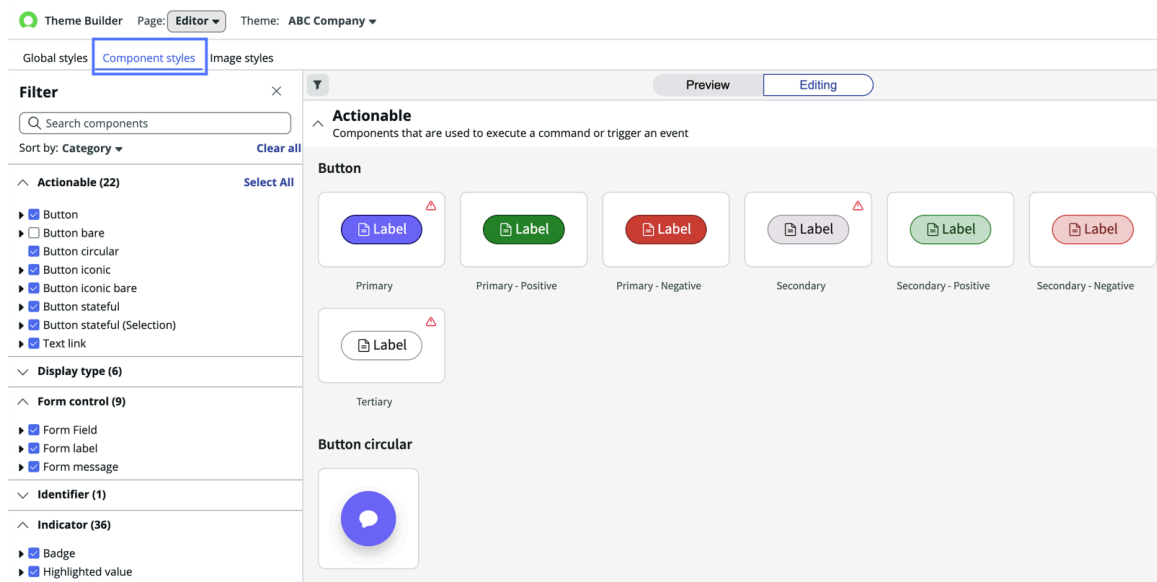 Theme Builder Page: Editor Theme: ABC Company
Global styles Component styles Image styles
Filter
Search components
Sort by: Category Clear all
Actionable (22) Select All
Button
Button bare
Button circular
Button iconic
Button iconic bare
Button stateful
Button stateful (Selection)
Text link
Display type (6)
Form control (9)
Form Field
Form label
Form message
Identifier (1)
Indicator (36)
Badge
Highlighted value
Preview Editing
Actionable
Components that are used to execute a command or trigger an event
Button
Label Label Label Label Label Label
Primary Primary - Positive Primary - Negative Secondary Secondary - Positive Secondary - Negative
Label
Tertiary
Button circular